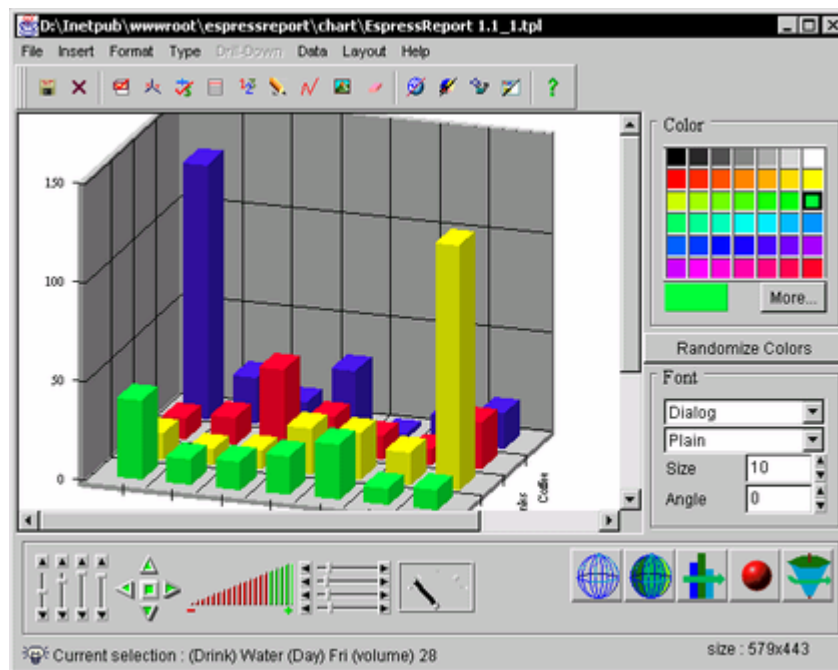 D:\Inetpub\wwwroot\espressreport\chart\EspressReport 1.1_1.tpl
File Insert Format Type Drill-Down Data Layout Help
Color
150
100
50
0
Coffee
More...
Randomize Colors
Font
Dialog
Plain
Size 10
Angle 0
Current selection : (Drink) Water (Day) Fri (volume) 28
size : 579x443